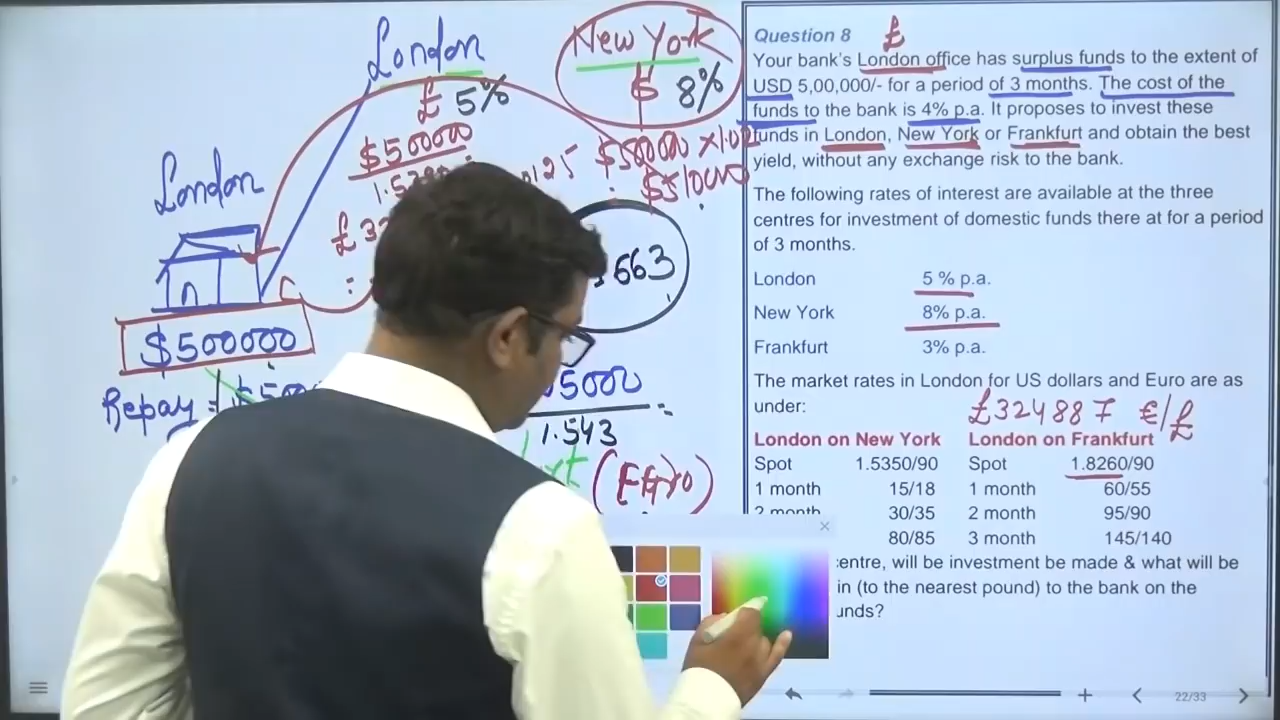 London
£ 5%
New York
$ 8%
$500000
$500000
$51000
London
663
$500000
Repay =
5000
1.543
=
Question 8
£
Your bank's London office has surplus funds to the extent of
USD 5,00,000/- for a period of 3 months. The cost of the
funds to the bank is 4% p.a. It proposes to invest these
funds in London, New York or Frankfurt and obtain the best
yield, without any exchange risk to the bank.
The following rates of interest are available at the three
centres for investment of domestic funds there at for a period
of 3 months.
London 5 % p.a.
New York 8% p.a.
Frankfurt 3% p.a.
The market rates in London for US dollars and Euro are as
under:
£324887 €/£
London on New York London on Frankfurt
Spot 1.5350/90 Spot 1.8260/90
1 month 15/18 1 month 60/55
2 month 30/35 2 month 95/90
80/85 3 month 145/140
centre, will be investment be made & what will be
in (to the nearest pound) to the bank on the
unds?
22/33